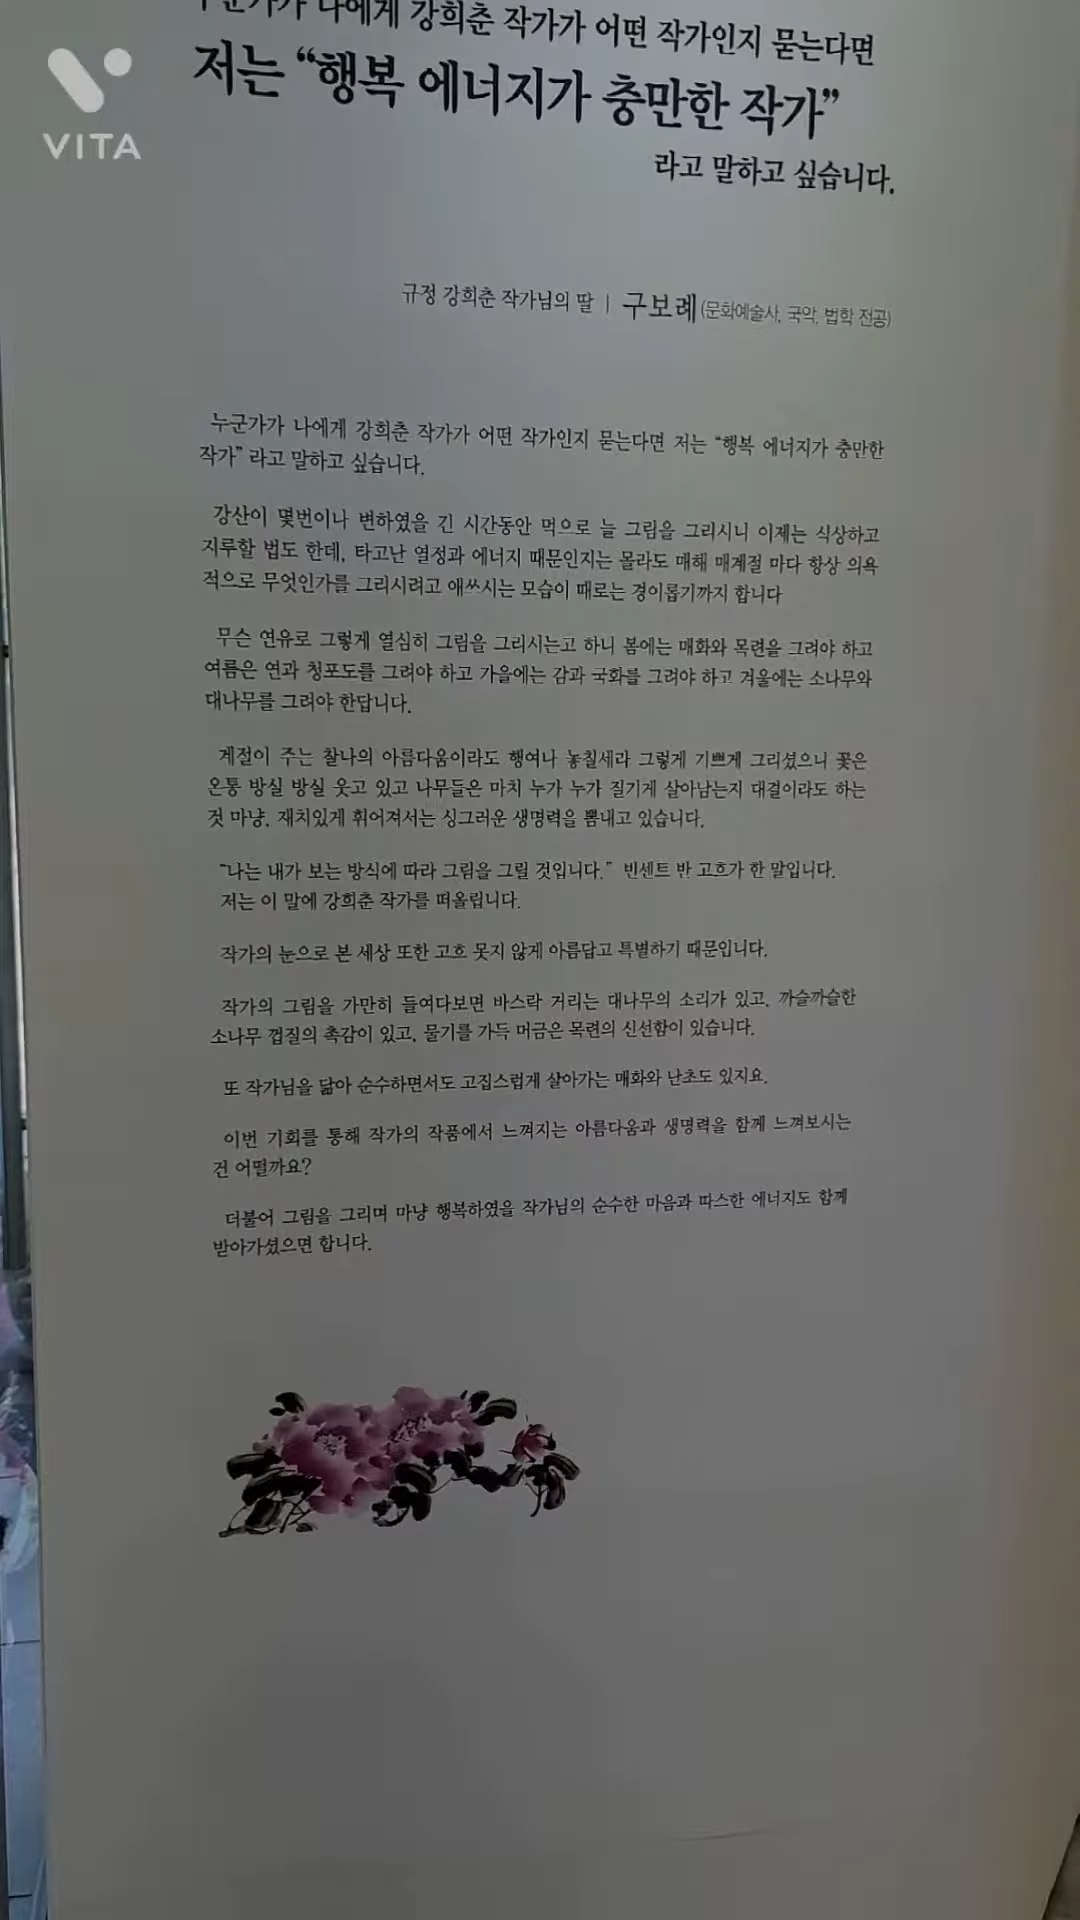 VITA
누군가가 나에게 강희춘 작가가 어떤 작가인지 묻는다면
저는 “행복 에너지가 충만한 작가”
라고 말하고 싶습니다.
규정 강희춘 작가님의 딸 | 구보례(문화예술사, 국악, 법학 전공)
누군가가 나에게 강희춘 작가가 어떤 작가인지 묻는다면 저는 “행복 에너지가 충만한
작가” 라고 말하고 싶습니다.
강산이 몇번이나 변하였을 긴 시간동안 먹으로 늘 그림을 그리시니 이제는 식상하고
지루할 법도 한데, 타고난 열정과 에너지 때문인지는 몰라도 매해 매계절 마다 항상 의욕
적으로 무엇인가를 그리시려고 애쓰시는 모습이 때로는 경이롭기까지 합니다
무슨 연유로 그렇게 열심히 그림을 그리시는고 하니 봄에는 매화와 목련을 그려야 하고
여름은 연과 청포도를 그려야 하고 가을에는 감과 국화를 그려야 하고 겨울에는 소나무와
대나무를 그려야 한답니다.
계절이 주는 찰나의 아름다움이라도 행여나 놓칠세라 그렇게 기쁘게 그리셨으니 꽃은
온통 방실 방실 웃고 있고 나무들은 마치 누가 누가 질기게 살아남는지 대결이라도 하는
것 마냥, 재치있게 휘어져서는 싱그러운 생명력을 뽐내고 있습니다.
“나는 내가 보는 방식에 따라 그림을 그릴 것입니다.” 빈센트 반 고흐가 한 말입니다.
저는 이 말에 강희춘 작가를 떠올립니다.
작가의 눈으로 본 세상 또한 고흐 못지 않게 아름답고 특별하기 때문입니다.
작가의 그림을 가만히 들여다보면 바스락 거리는 대나무의 소리가 있고, 까슬까슬한
소나무 껍질의 촉감이 있고, 물기를 가득 머금은 목련의 신선함이 있습니다.
또 작가님을 닮아 순수하면서도 고집스럽게 살아가는 매화와 난초도 있지요.
이번 기회를 통해 작가의 작품에서 느껴지는 아름다움과 생명력을 함께 느껴보시는
건 어떨까요?
더불어 그림을 그리며 마냥 행복하였을 작가님의 순수한 마음과 따스한 에너지도 함께
받아가셨으면 합니다.